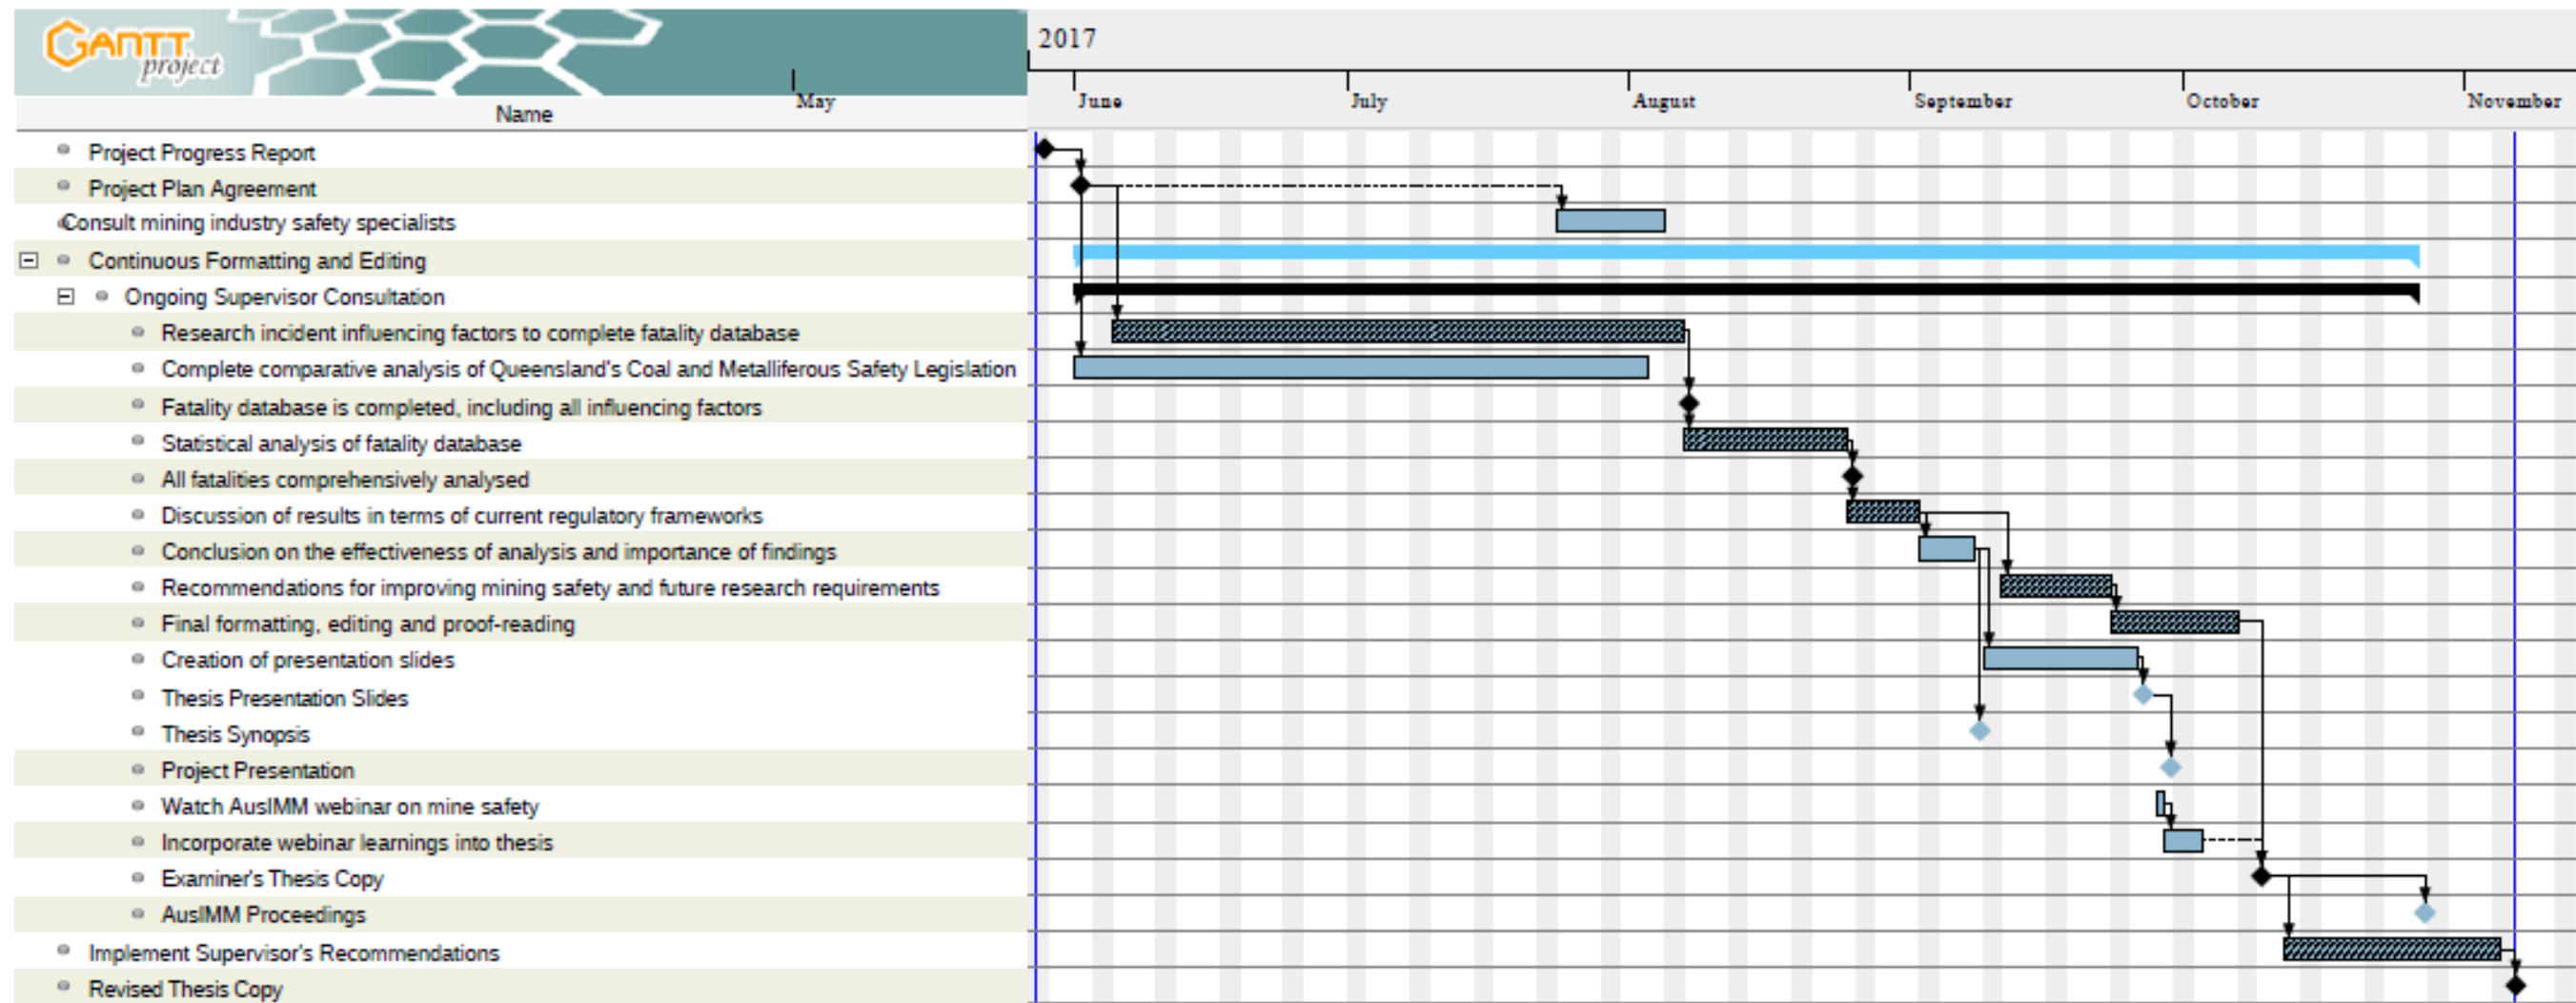 GANTT
project
2017
May
June
July
August
September
October
November
Name
Project Progress Report
Project Plan Agreement
Consult mining industry safety specialists
Continuous Formatting and Editing
Ongoing Supervisor Consultation
Research incident influencing factors to complete fatality database
Complete comparative analysis of Queensland's Coal and Metalliferous Safety Legislation
Fatality database is completed, including all influencing factors
Statistical analysis of fatality database
All fatalities comprehensively analysed
Discussion of results in terms of current regulatory frameworks
Conclusion on the effectiveness of analysis and importance of findings
Recommendations for improving mining safety and future research requirements
Final formatting, editing and proof-reading
Creation of presentation slides
Thesis Presentation Slides
Thesis Synopsis
Project Presentation
Watch AusIMM webinar on mine safety
Incorporate webinar learnings into thesis
Examiner's Thesis Copy
AusIMM Proceedings
Implement Supervisor's Recommendations
Revised Thesis Copy